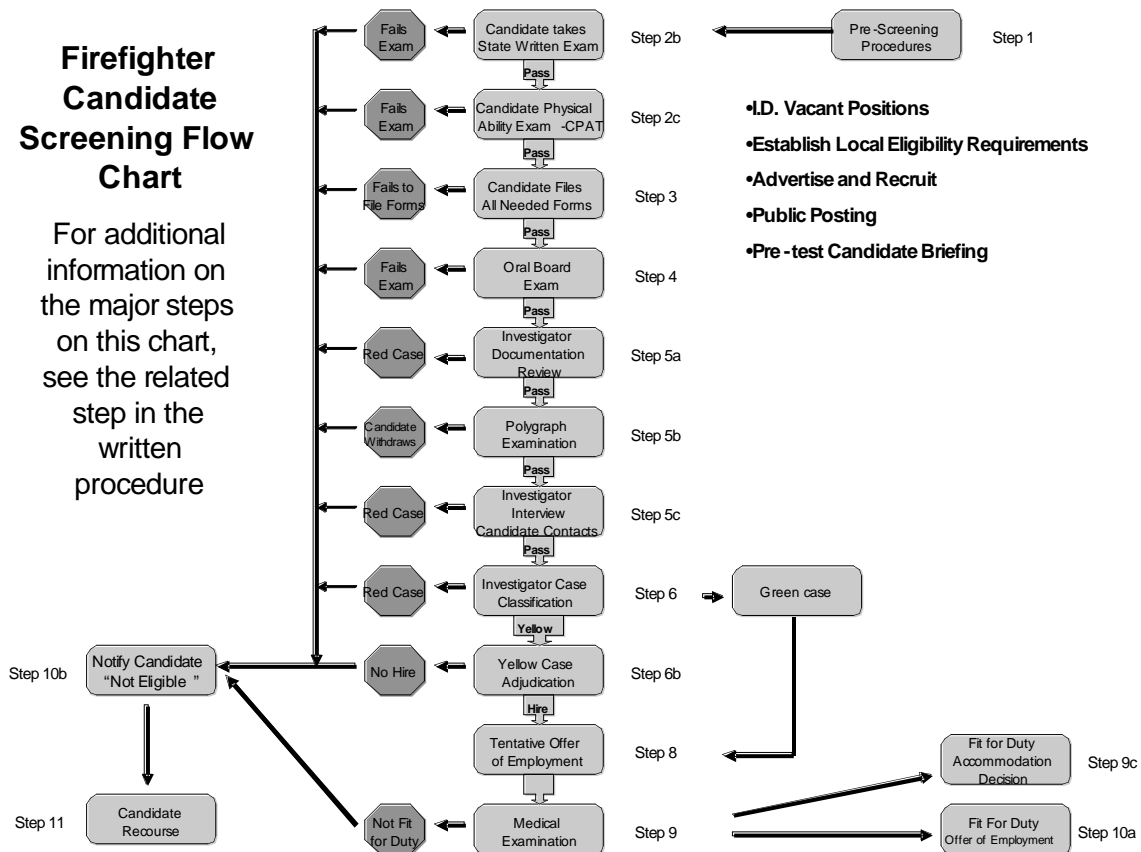 Firefighter
Candidate
Screening Flow
Chart
For additional
information on
the major steps
on this chart,
see the related
step in the
written
procedure
Fails
Exam
Candidate takes
State Written Exam
Step 2b
Pre-Screening
Procedures
Step 1
Pass
Fails
Exam
Candidate Physical
Ability Exam -CPAT
Step 2c
•I.D. Vacant Positions
•Establish Local Eligibility Requirements
•Advertise and Recruit
•Public Posting
•Pre-test Candidate Briefing
Pass
Fails to
File Forms
Candidate Files
All Needed Forms
Step 3
Pass
Fails
Exam
Oral Board
Exam
Step 4
Pass
Red Case
Investigator
Documentation
Review
Step 5a
Pass
Candidate
Withdraws
Polygraph
Examination
Step 5b
Pass
Red Case
Investigator
Interview
Candidate Contacts
Step 5c
Pass
Red Case
Investigator Case
Classification
Step 6
Green case
Yellow
Step 10b
Notify Candidate
“Not Eligible ”
No Hire
Yellow Case
Adjudication
Step 6b
Hire
Tentative Offer
of Employment
Step 8
Fit for Duty
Accommodation
Decision
Step 9c
Step 11
Candidate
Recourse
Not Fit
for Duty
Medical
Examination
Step 9
Fit For Duty
Offer of Employment
Step 10a